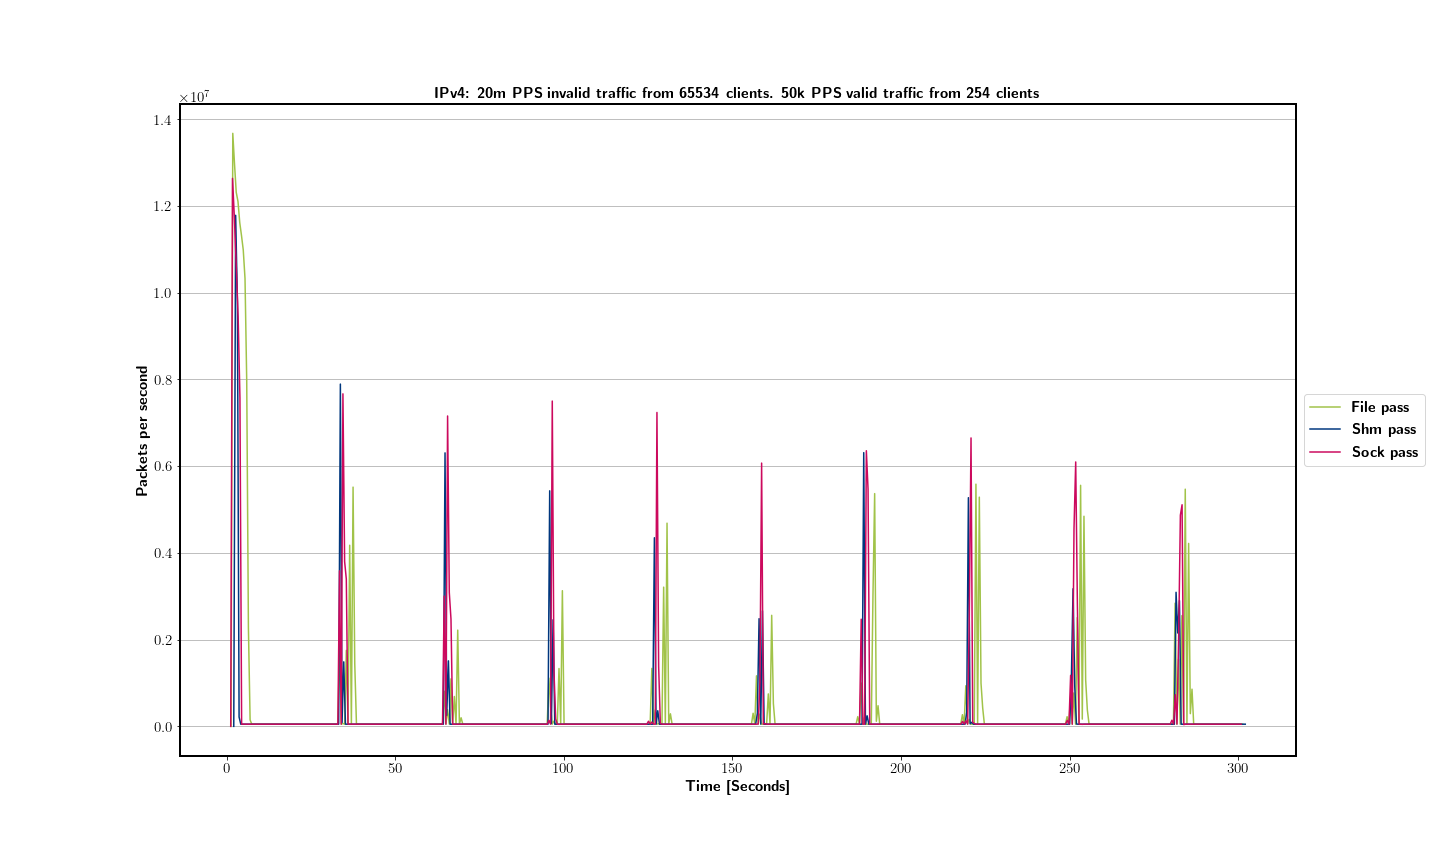 IPv4: 20m PPS invalid traffic from 65534 clients. 50k PPS valid traffic from 254 clients
×10⁷
1.4
1.2
1.0
0.8
0.6
0.4
0.2
0.0
Packets per second
0 50 100 150 200 250 300
Time [Seconds]
File pass
Shm pass
Sock pass